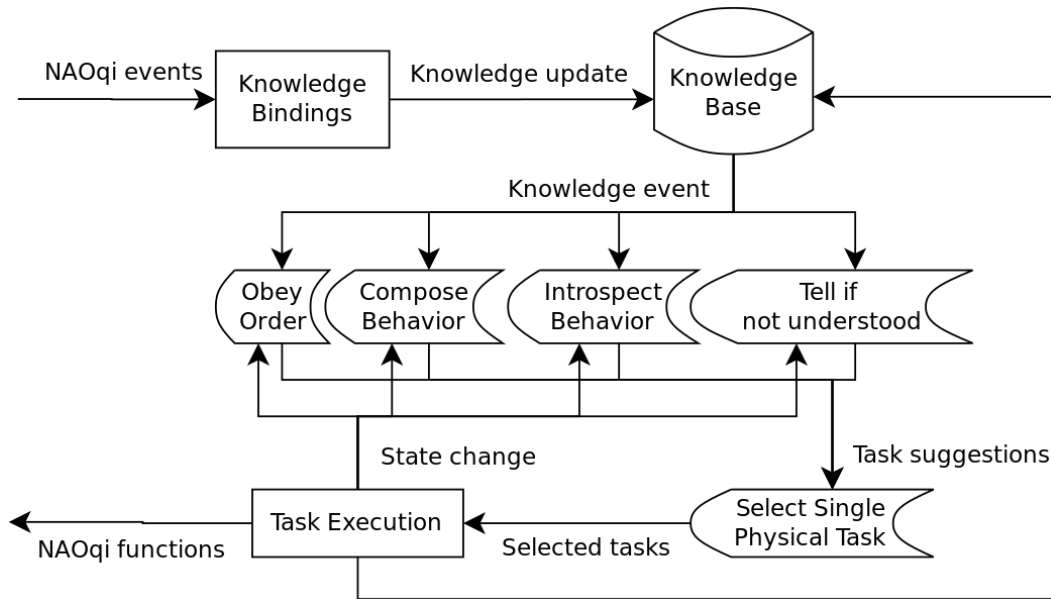 NAOqi events
Knowledge
Bindings
Knowledge update
Knowledge
Base
Knowledge event
Obey
Order
Compose
Behavior
Introspect
Behavior
Tell if
not understood
State change
Task suggestions
Task Execution
Select Single
Physical Task
NAOqi functions
Selected tasks